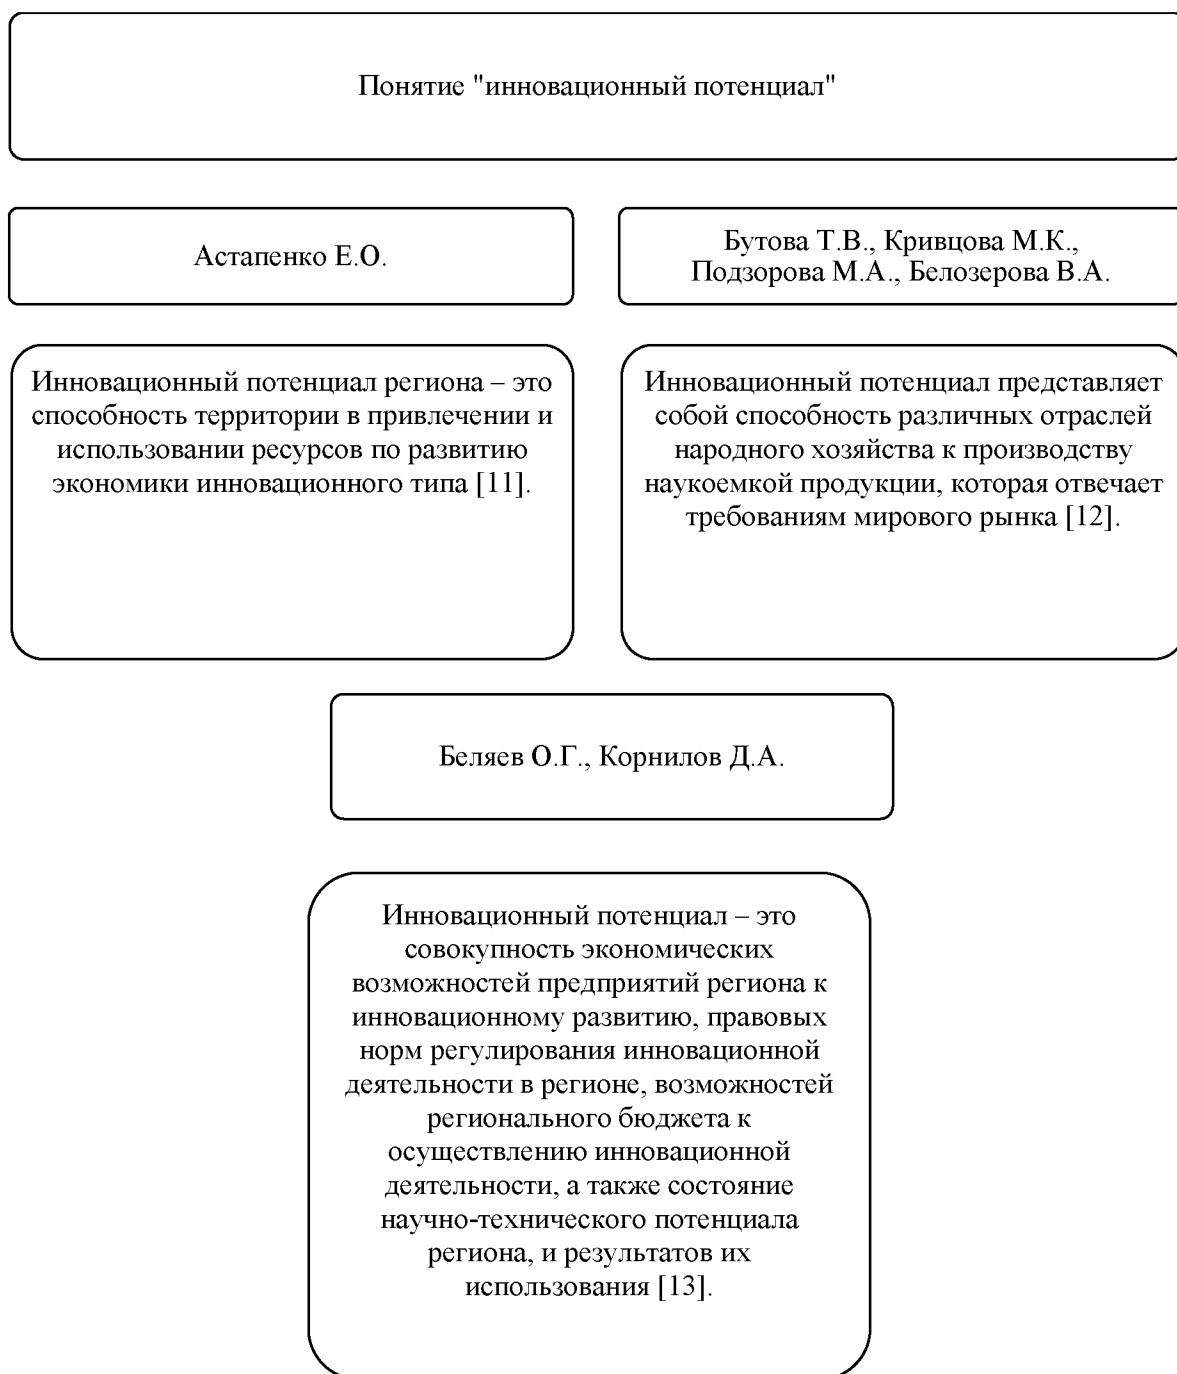 Понятие "инновационный потенциал"
Астапенко Е.О.
Бутова Т.В., Кривцова М.К.,
Подзорова М.А., Белозерова В.А.
Инновационный потенциал региона – это
способность территории в привлечении и
использовании ресурсов по развитию
экономики инновационного типа [11].
Инновационный потенциал представляет
собой способность различных отраслей
народного хозяйства к производству
наукоемкой продукции, которая отвечает
требованиям мирового рынка [12].
Беляев О.Г., Корнилов Д.А.
Инновационный потенциал – это
совокупность экономических
возможностей предприятий региона к
инновационному развитию, правовых
норм регулирования инновационной
деятельности в регионе, возможностей
регионального бюджета к
осуществлению инновационной
деятельности, а также состояние
научно-технического потенциала
региона, и результатов их
использования [13].